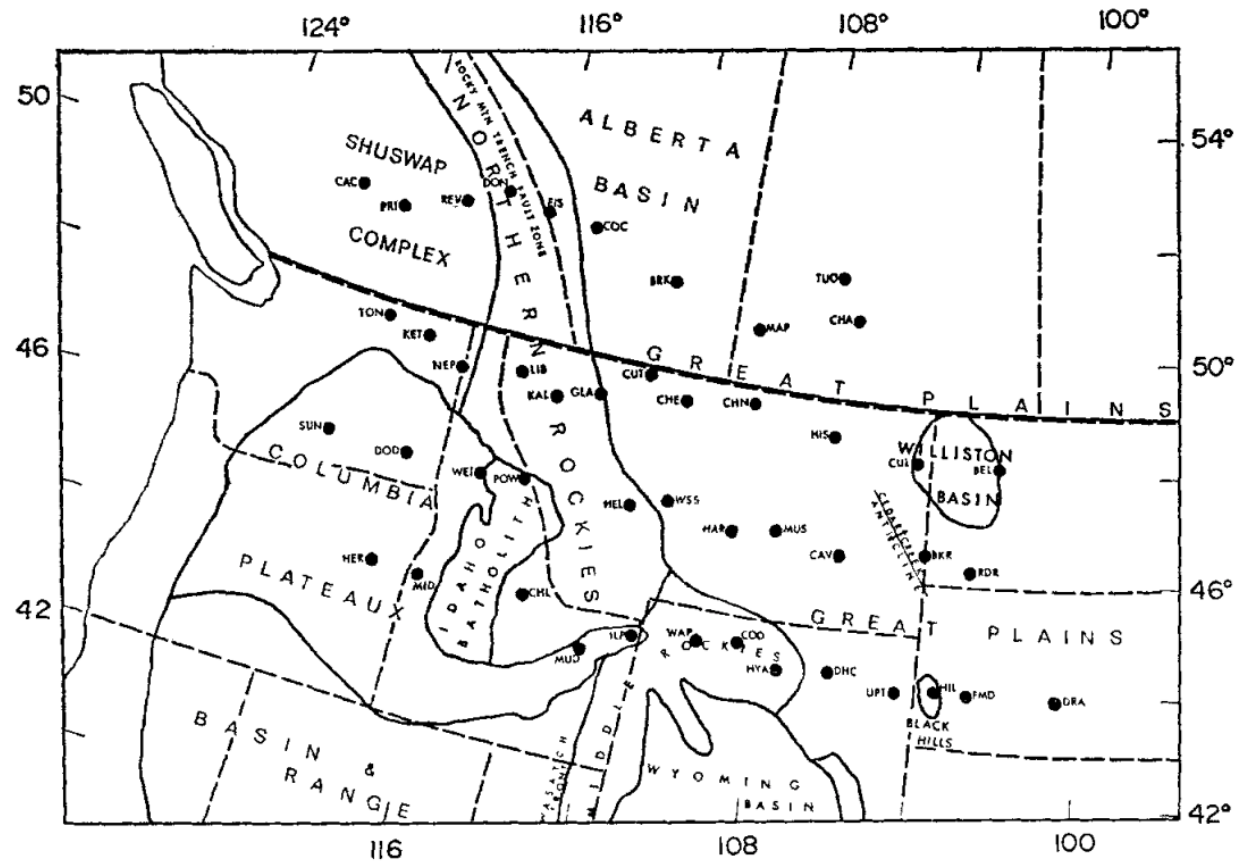 124° 116° 108° 100°
50
54°
ROCKY MTN TRENCH FAULT ZONE
NORTHERN ROCKIES
ALBERTA
BASIN
SHUSWAP
COMPLEX
CAC
PRI
REV
DON
EIS
COC
BRK
TUO
MAP
CHA
TON
KET
46
NEP
LIB
KAL
GLA
CUT
CHE
CHN
50°
GREAT PLAINS
SUN
DOD
HIS
WILLISTON
BASIN
CUL
BEL
COLUMBIA
PLATEAUX
WEI
POW
HEL
WSS
HAR
MUS
CAV
CEDARCREEK
ANTICLINE
BKR
RDR
HER
MID
IDAHO
BATHOLITH
CHL
42
46°
GREAT PLAINS
MUD
ILP
WAP
COD
ROCKIES
HYA
DHC
UPT
HIL
FMD
DRA
BLACK
HILLS
BASIN
&
RANGE
WASATCH
FRONT
MIDDLE
WYOMING
BASIN
42°
116 108 100